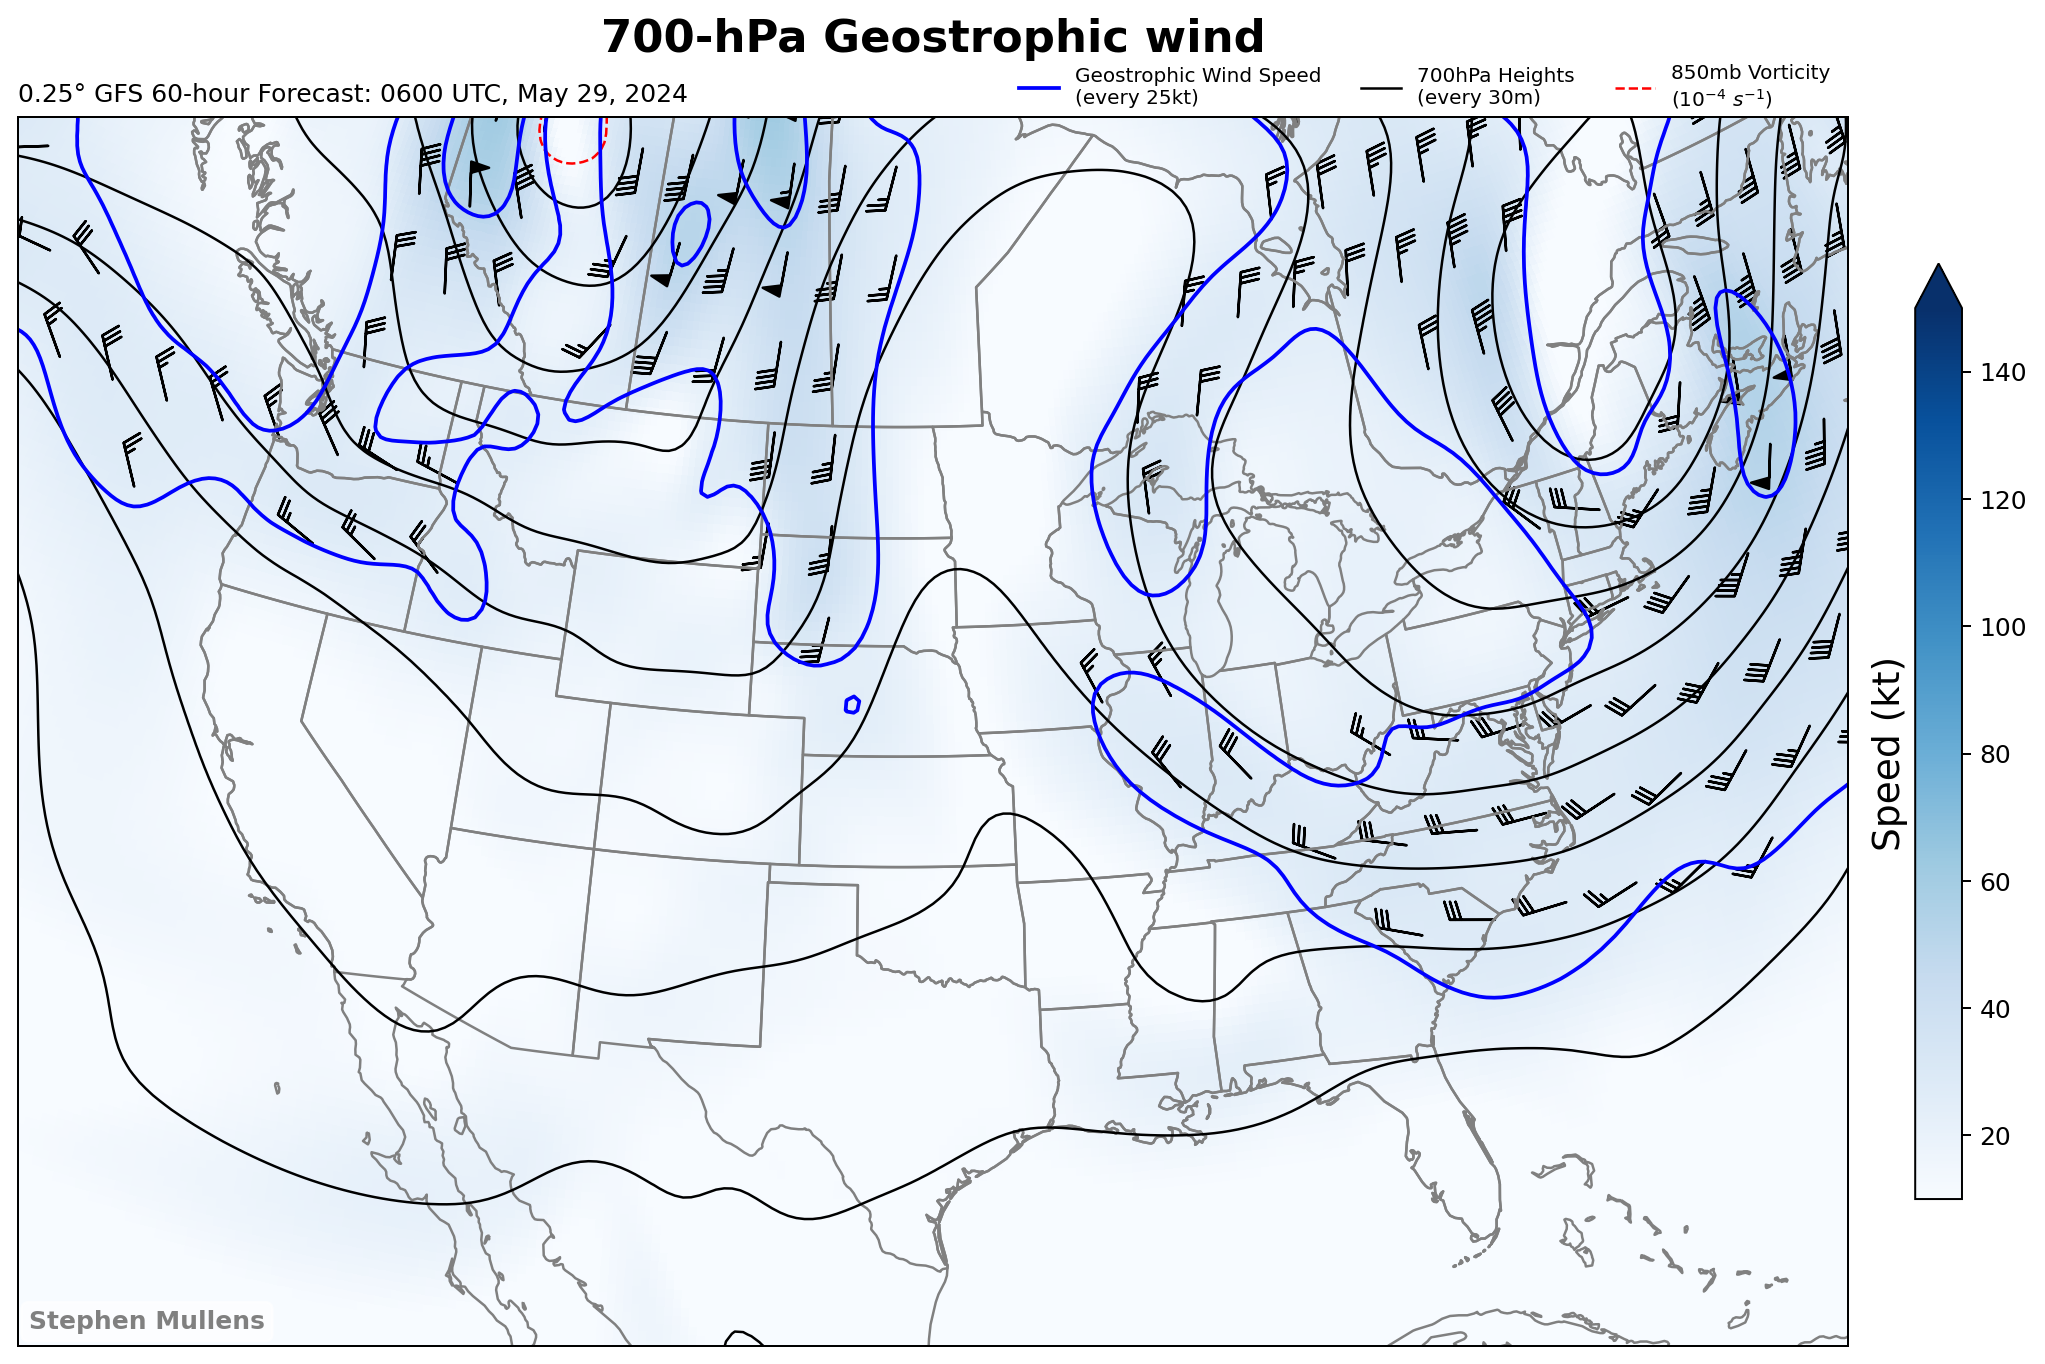 700-hPa Geostrophic wind
0.25° GFS 60-hour Forecast: 0600 UTC, May 29, 2024
Geostrophic Wind Speed
(every 25kt)
700hPa Heights
(every 30m)
850mb Vorticity
(10⁻⁴ s⁻¹)
140
120
100
80
60
40
20
Speed (kt)
Stephen Mullens